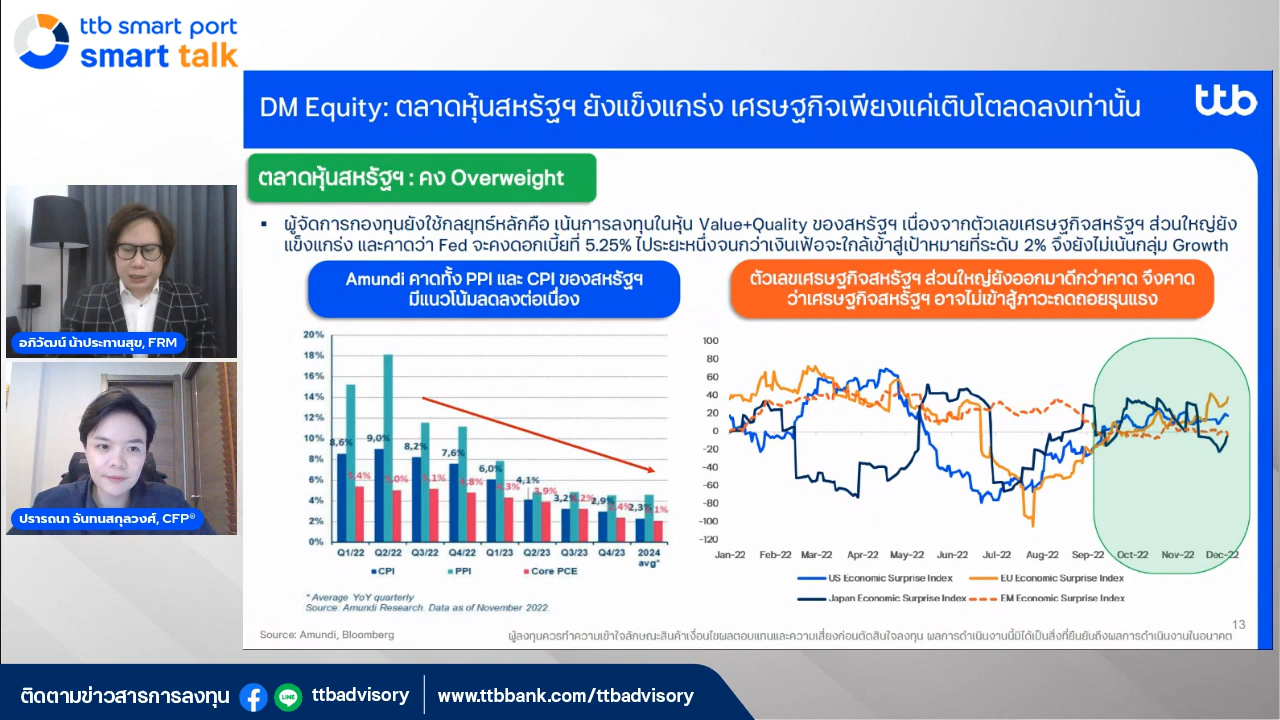 ttb smart port
smart talk
DM Equity: ตลาดหุ้นสหรัฐฯ ยังแข็งแกร่ง เศรษฐกิจเพียงแค่เติบโตลดลงเท่านั้น
ttb
ตลาดหุ้นสหรัฐฯ : คง Overweight
▪ ผู้จัดการกองทุนยังใช้กลยุทธ์หลักคือ เน้นการลงทุนในหุ้น Value+Quality ของสหรัฐฯ เนื่องจากตัวเลขเศรษฐกิจสหรัฐฯ ส่วนใหญ่ยัง
แข็งแกร่ง และคาดว่า Fed จะคงดอกเบี้ยที่ 5.25% ไประยะหนึ่งจนกว่าเงินเฟ้อจะใกล้เข้าสู่เป้าหมายที่ระดับ 2% จึงยังไม่เน้นกลุ่ม Growth
Amundi คาดทั้ง PPI และ CPI ของสหรัฐฯ
มีแนวโน้มลดลงต่อเนื่อง
20%
18%
16%
14%
12%
10%
8%
6%
4%
2%
0%
8,6% 9,0% 8,2% 7,6% 6,0% 4,1% 3,2% 2,9% 2,3%
Q1/22 Q2/22 Q3/22 Q4/22 Q1/23 Q2/23 Q3/23 Q4/23 2024
avg*
CPI PPI Core PCE
* Average YoY quarterly
Source: Amundi Research. Data as of November 2022.
ตัวเลขเศรษฐกิจสหรัฐฯ ส่วนใหญ่ยังออกมาดีกว่าคาด จึงคาด
ว่าเศรษฐกิจสหรัฐฯ อาจไม่เข้าสู้ภาวะถดถอยรุนแรง
100
80
60
40
20
0
-20
-40
-60
-80
-100
-120
Jan-22 Feb-22 Mar-22 Apr-22 May-22 Jun-22 Jul-22 Aug-22 Sep-22 Oct-22 Nov-22 Dec-22
US Economic Surprise Index EU Economic Surprise Index
Japan Economic Surprise Index EM Economic Surprise Index
13
Source: Amundi, Bloomberg
ผู้ลงทุนควรทำความเข้าใจลักษณะสินค้าเงื่อนไขผลตอบแทนและความเสี่ยงก่อนตัดสินใจลงทุน ผลการดำเนินงานนี้มิได้เป็นสิ่งที่ยืนยันถึงผลการดำเนินงานในอนาคต
อภิวัฒน์ น้าประทานสุข, FRM
ปรารถนา จันทนสกุลวงศ์, CFP®
ติดตามข่าวสารการลงทุน f LINE ttbadvisory www.ttbbank.com/ttbadvisory